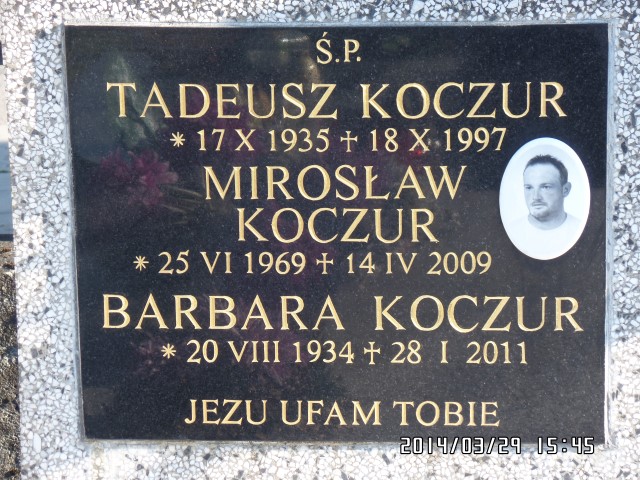 Ś.P.
TADEUSZ KOCZUR
* 17 X 1935 ✝ 18 X 1997
MIROSŁAW
KOCZUR
* 25 VI 1969 ✝ 14 IV 2009
BARBARA KOCZUR
* 20 VIII 1934 ✝ 28 I 2011
JEZU UFAM TOBIE
2014/03/29 15:45